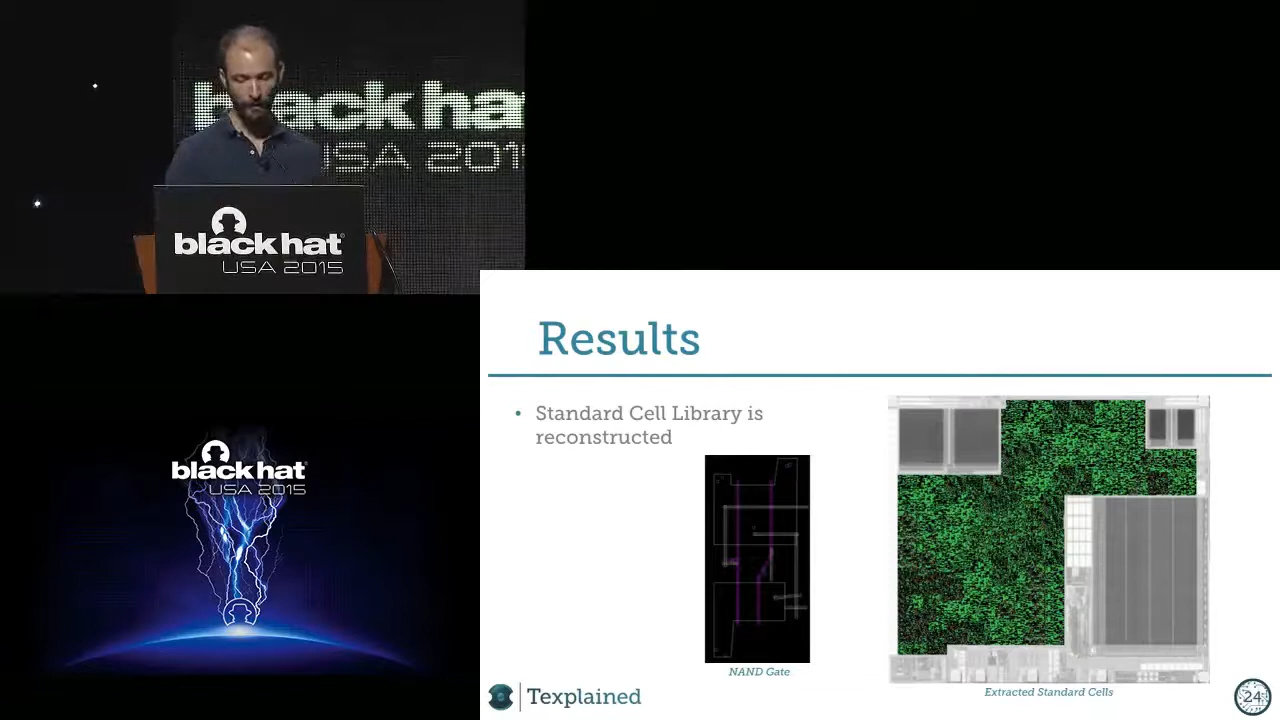 black hat
USA 2015
black hat
USA 2015
black hat
USA 2015
Results
• Standard Cell Library is
reconstructed
NAND Gate
Extracted Standard Cells
Texplained
24